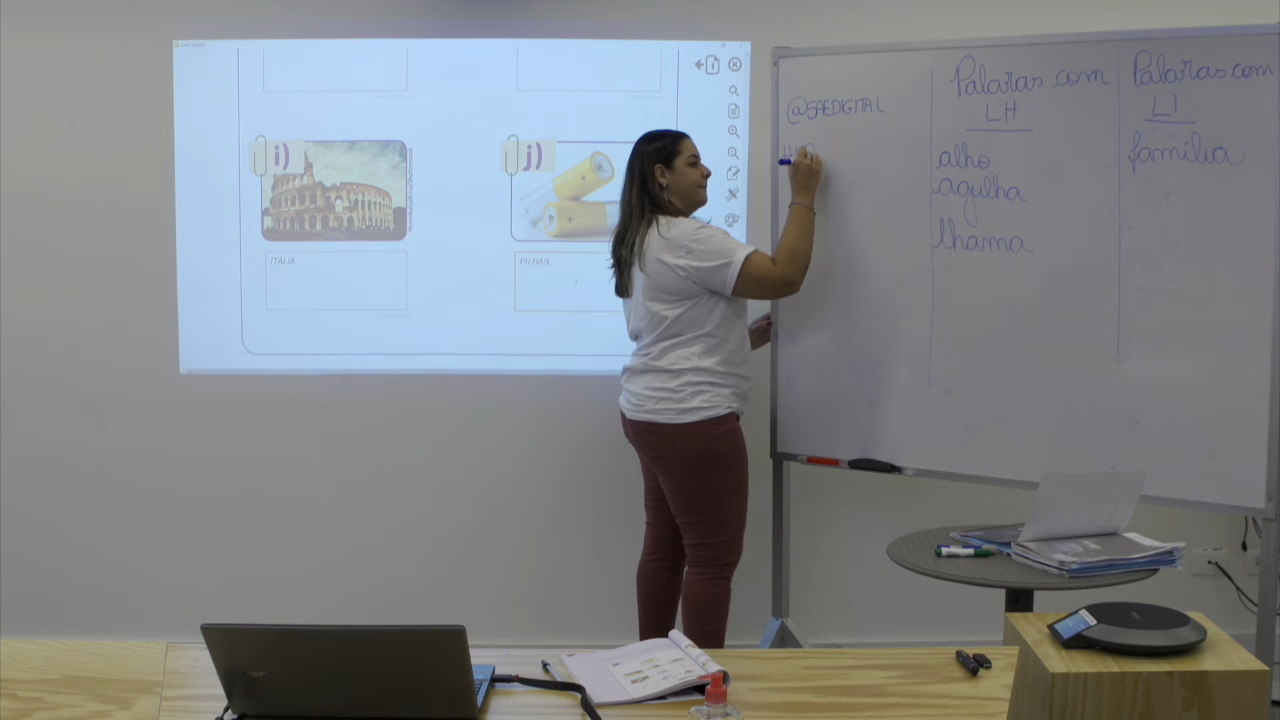 i)
j)
ITÁLIA
PILHAS
@SAEDIGITAL
Palavras com
LH
alho
agulha
lhama
Palavras com
LI
família